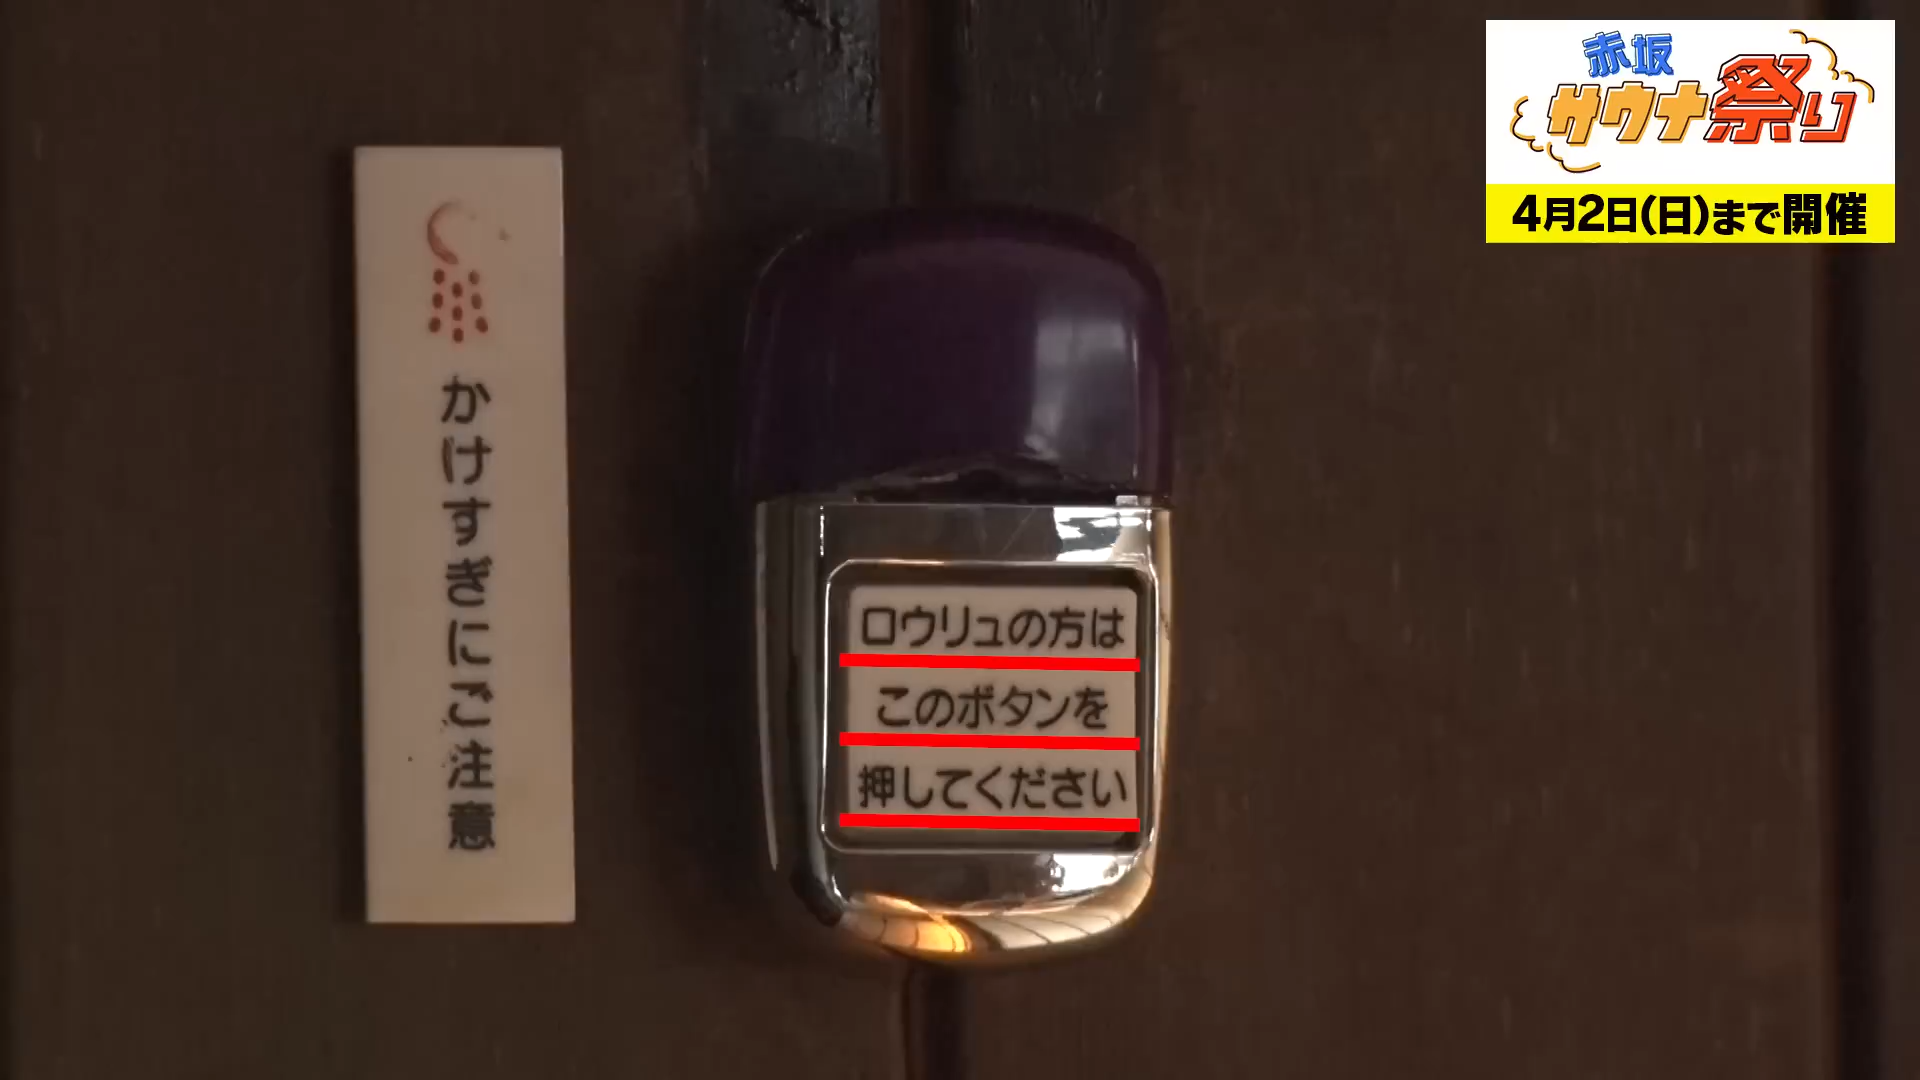 赤坂
サウナ祭り
4月2日(日)まで開催
かけすぎにご注意
ロウリュの方は
このボタンを
押してください